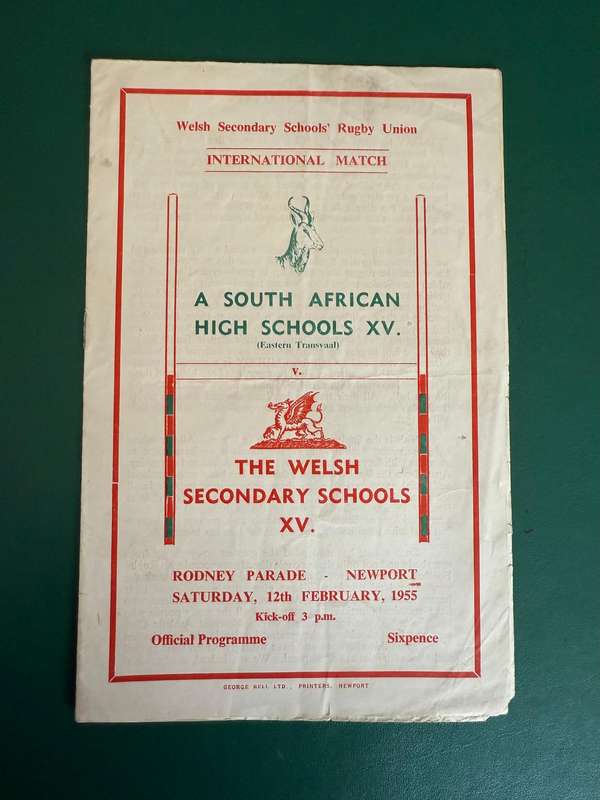 Welsh Secondary Schools' Rugby Union
INTERNATIONAL MATCH
A SOUTH AFRICAN
HIGH SCHOOLS XV.
(Eastern Transvaal)
v.
THE WELSH
SECONDARY SCHOOLS
XV.
RODNEY PARADE - NEWPORT
SATURDAY, 12th FEBRUARY, 1955
Kick-off 3 p.m.
Official Programme Sixpence
GEORGE BELL LTD., PRINTERS, NEWPORT